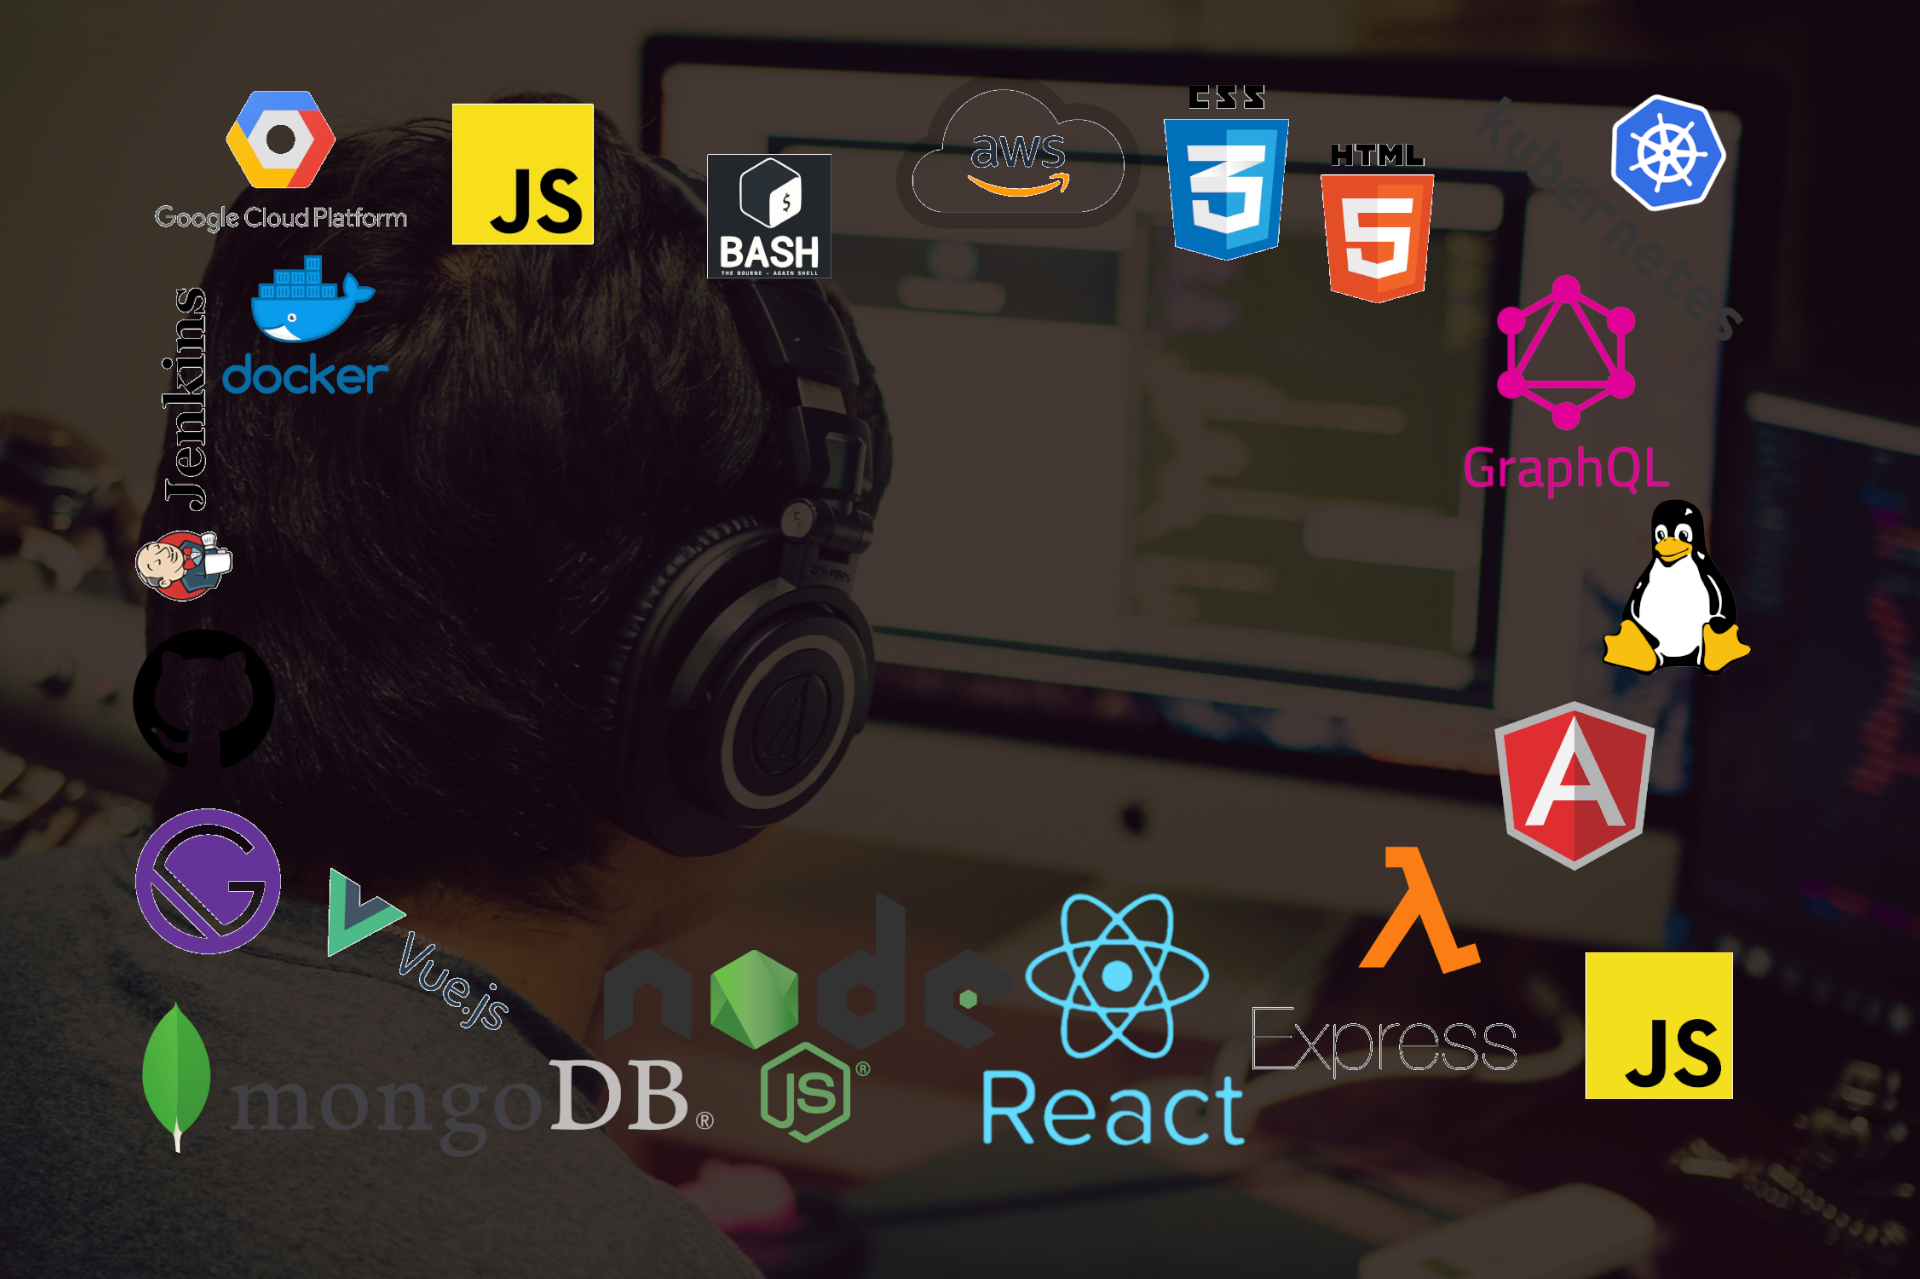 Google Cloud Platform
JS
$
BASH
THE BOURNE - AGAIN SHELL
aws
CSS
3
HTML
5
kubernetes
docker
Jenkins
GraphQL
A
G
Vue.js
node
JS®
mongoDB®
React
λ
Express
JS